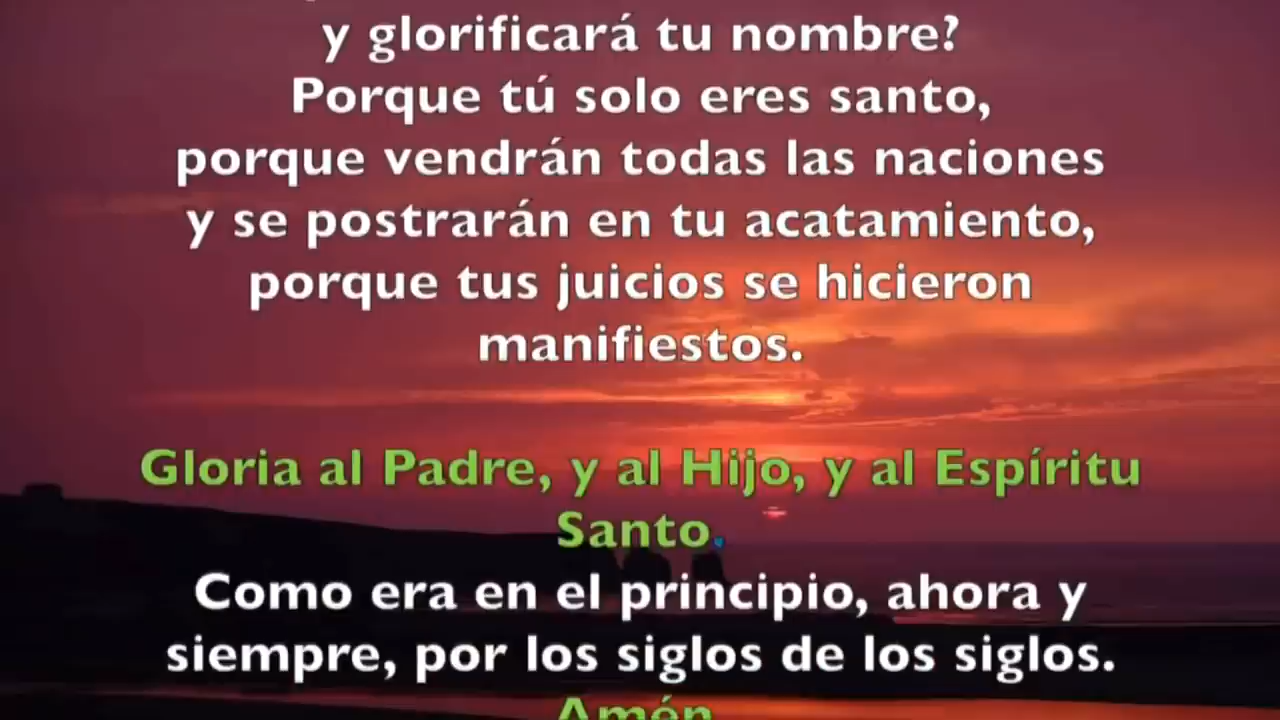 y glorificará tu nombre?
Porque tú solo eres santo,
porque vendrán todas las naciones
y se postrarán en tu acatamiento,
porque tus juicios se hicieron
manifiestos.
Gloria al Padre, y al Hijo, y al Espíritu
Santo.
Como era en el principio, ahora y
siempre, por los siglos de los siglos.
Amén